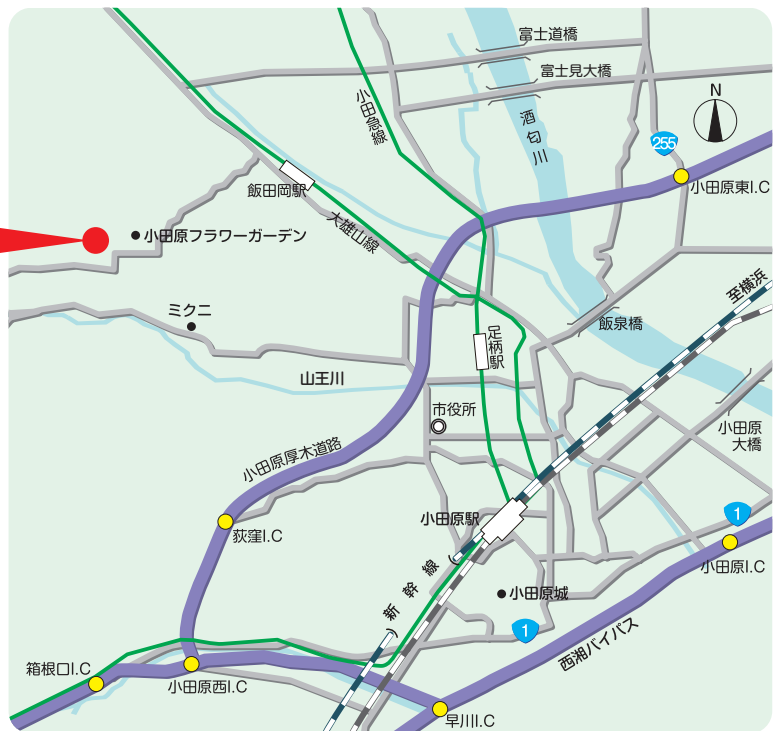 富士道橋
富士見大橋
小田急線
酒匂川
N
255
小田原東I.C
飯田岡駅
大雄山線
小田原フラワーガーデン
至横浜
ミクニ
飯泉橋
足柄駅
山王川
市役所
小田原
大橋
小田原厚木道路
小田原駅
1
荻窪I.C
新幹線
小田原I.C
小田原城
1
西湘バイパス
箱根口I.C
小田原西I.C
早川I.C